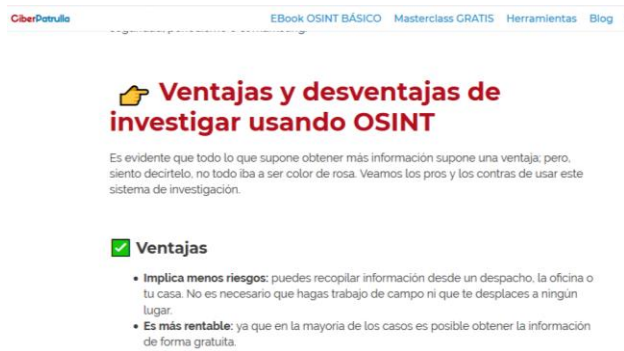 CiberPatrulla EBook OSINT BÁSICO Masterclass GRATIS Herramientas Blog
👉 Ventajas y desventajas de
investigar usando OSINT
Es evidente que todo lo que supone obtener más información supone una ventaja; pero,
siento decírtelo, no todo iba a ser color de rosa. Veamos los pros y los contras de usar este
sistema de investigación.
✅ Ventajas
• Implica menos riesgos: puedes recopilar información desde un despacho, la oficina o
tu casa. No es necesario que hagas trabajo de campo ni que te desplaces a ningún
lugar.
• Es más rentable: ya que en la mayoría de los casos es posible obtener la información
de forma gratuita.